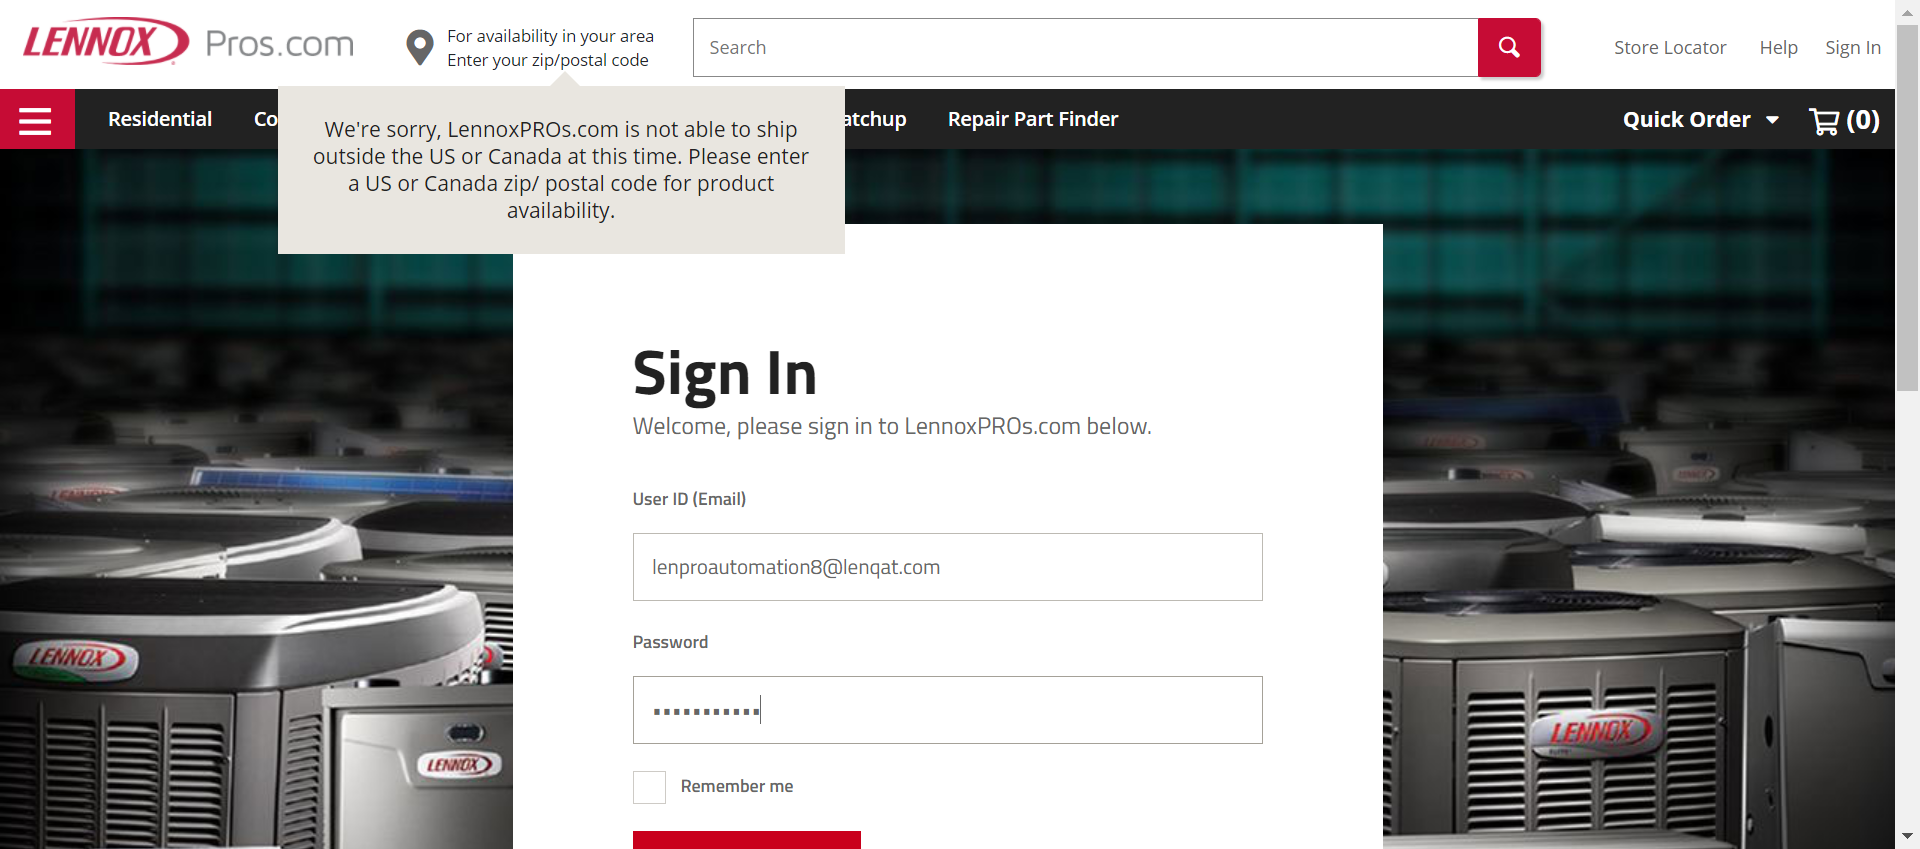 LENNOX Pros.com
For availability in your area
Enter your zip/postal code
Search
Store Locator
Help
Sign In
Residential
Co
atchup
Repair Part Finder
Quick Order
(0)
We're sorry, LennoxPROs.com is not able to ship
outside the US or Canada at this time. Please enter
a US or Canada zip/ postal code for product
availability.
Sign In
Welcome, please sign in to LennoxPROs.com below.
User ID (Email)
lenproautomation8@lenqat.com
Password
Remember me
LENNOX
LENNOX
LENNOX